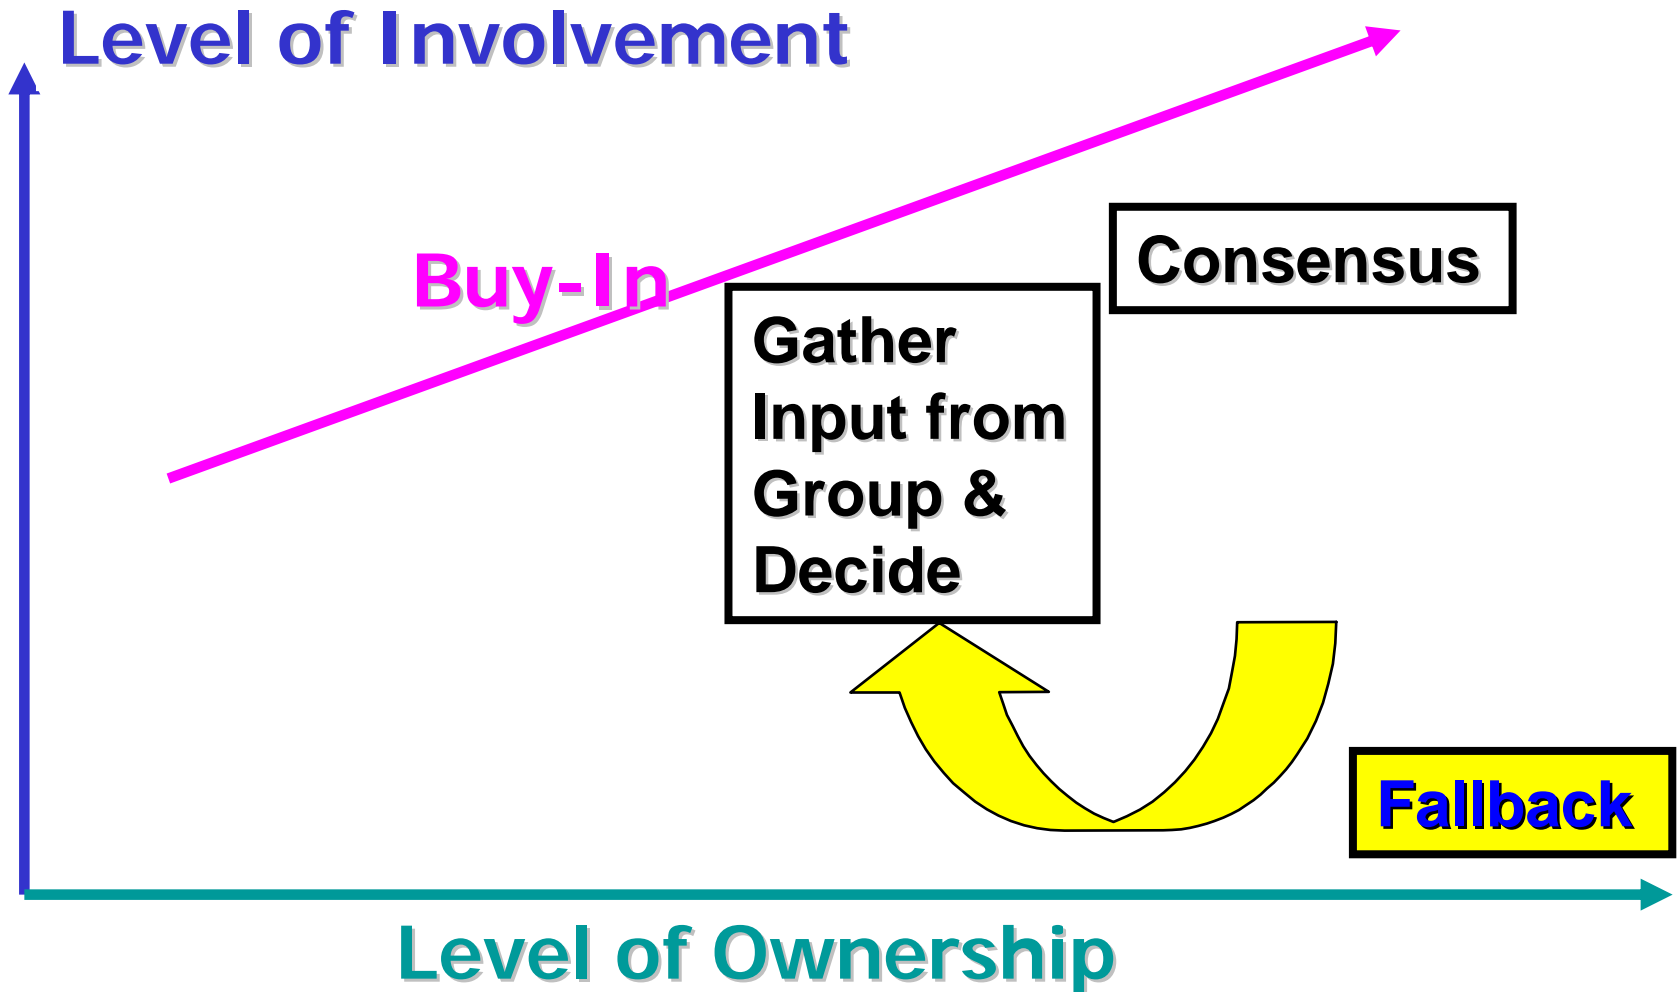 Level of Involvement
Buy-In
Consensus
Gather
Input from
Group &
Decide
Fallback
Level of Ownership